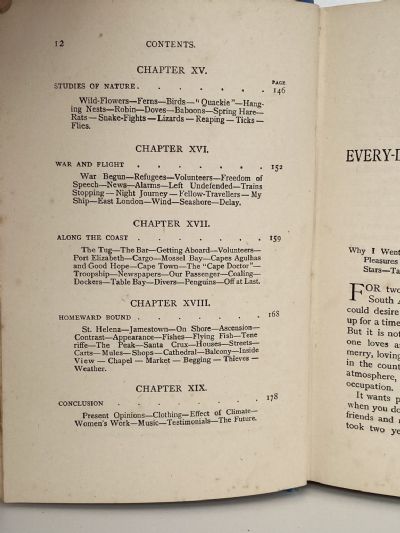 12 CONTENTS.
CHAPTER XV.
PAGE
STUDIES OF NATURE . . . . . . 146
Wild-Flowers—Ferns—Birds—"Quackie"—Hang-
ing Nests—Robin—Doves—Baboons—Spring Hare—
Rats — Snake-Fights — Lizards — Reaping — Ticks —
Flies.
CHAPTER XVI.
WAR AND FLIGHT . . . . . . 152
War Begun—Refugees—Volunteers—Freedom of
Speech—News—Alarms—Left Undefended—Trains
Stopping — Night Journey — Fellow-Travellers — My
Ship—East London—Wind—Seashore—Delay.
CHAPTER XVII.
ALONG THE COAST . . . . . . 159
The Tug—The Bar—Getting Aboard—Volunteers—
Port Elizabeth—Cargo—Mossel Bay—Capes Agulhas
and Good Hope—Cape Town—The "Cape Doctor"—
Troopship—Newspapers—Our Passenger—Coaling—
Dockers—Table Bay—Divers—Penguins—Off at Last.
CHAPTER XVIII.
HOMEWARD BOUND . . . . . . 168
St. Helena—Jamestown—On Shore—Ascension—
Contrast—Appearance—Fishes—Flying Fish—Tene
riffe—The Peak—Santa Crux—Houses—Streets—
Carts—Mules—Shops—Cathedral—Balcony—Inside
View — Chapel — Market — Begging — Thieves —
Weather.
CHAPTER XIX.
CONCLUSION . . . . . . . 178
Present Opinions—Clothing—Effect of Climate—
Women's Work—Music—Testimonials—The Future.
EVERY-D
Why I Went
Pleasures
Stars—Ta
FOR two
South A
could desire
up for a time
But it is not
one loves a
merry, loving
in the count
atmosphere,
occupation.
It wants p
when you do
friends and
took two ye